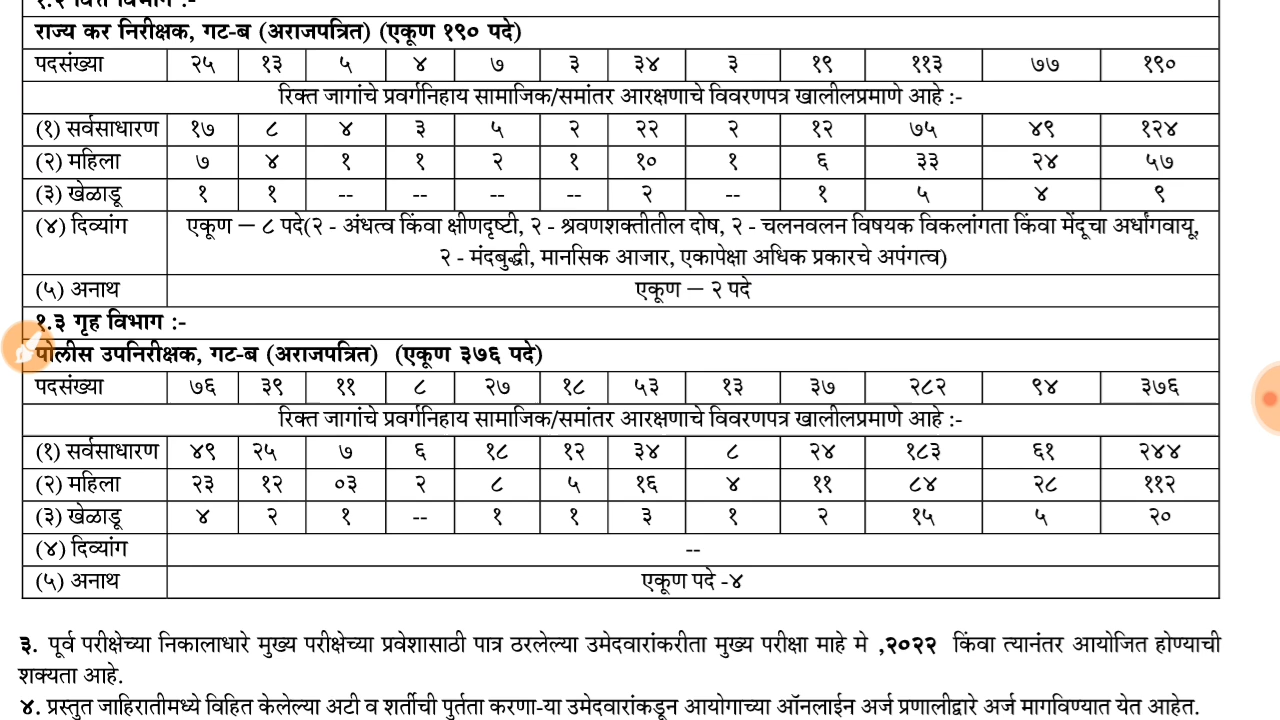 १.२ वित्त विभाग :-
राज्य कर निरीक्षक, गट-ब (अराजपत्रित) (एकूण १९० पदे)
पदसंख्या २५ १३ ५ ४ ७ ३ ३४ ३ १९ ११३ ७७ १९०
रिक्त जागांचे प्रवर्गनिहाय सामाजिक/समांतर आरक्षणाचे विवरणपत्र खालीलप्रमाणे आहे :-
(१) सर्वसाधारण १७ ८ ४ ३ ५ २ २२ २ १२ ७५ ४९ १२४
(२) महिला ७ ४ १ १ २ १ १० १ ६ ३३ २४ ५७
(३) खेळाडू १ १ -- -- -- -- २ -- १ ५ ४ ९
(४) दिव्यांग एकूण – ८ पदे(२ - अंधत्व किंवा क्षीणदृष्टी, २ - श्रवणशक्तीतील दोष, २ - चलनवलन विषयक विकलांगता किंवा मेंदूचा अर्धांगवायू,
२ - मंदबुद्धी, मानसिक आजार, एकापेक्षा अधिक प्रकारचे अपंगत्व)
(५) अनाथ एकूण – २ पदे
१.३ गृह विभाग :-
पोलीस उपनिरीक्षक, गट-ब (अराजपत्रित) (एकूण ३७६ पदे)
पदसंख्या ७६ ३९ ११ ८ २७ १८ ५३ १३ ३७ २८२ ९४ ३७६
रिक्त जागांचे प्रवर्गनिहाय सामाजिक/समांतर आरक्षणाचे विवरणपत्र खालीलप्रमाणे आहे :-
(१) सर्वसाधारण ४९ २५ ७ ६ १८ १२ ३४ ८ २४ १८३ ६१ २४४
(२) महिला २३ १२ ०३ २ ८ ५ १६ ४ ११ ८४ २८ ११२
(३) खेळाडू ४ २ १ -- १ १ ३ १ २ १५ ५ २०
(४) दिव्यांग --
(५) अनाथ एकूण पदे -४
३. पूर्व परीक्षेच्या निकालाधारे मुख्य परीक्षेच्या प्रवेशासाठी पात्र ठरलेल्या उमेदवारांकरीता मुख्य परीक्षा माहे मे ,२०२२ किंवा त्यानंतर आयोजित होण्याची
शक्यता आहे.
४. प्रस्तुत जाहिरातीमध्ये विहित केलेल्या अटी व शर्तीची पुर्तता करणा-या उमेदवारांकडून आयोगाच्या ऑनलाईन अर्ज प्रणालीद्वारे अर्ज मागविण्यात येत आहेत.